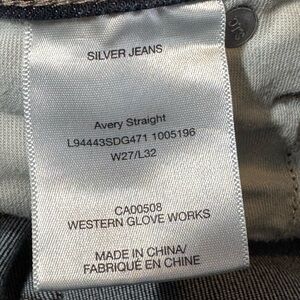 SILVER JEANS
Avery Straight
L94443SDG471 1005196
W27/L32
CA00508
WESTERN GLOVE WORKS
MADE IN CHINA/
FABRIQUÉ EN CHINE